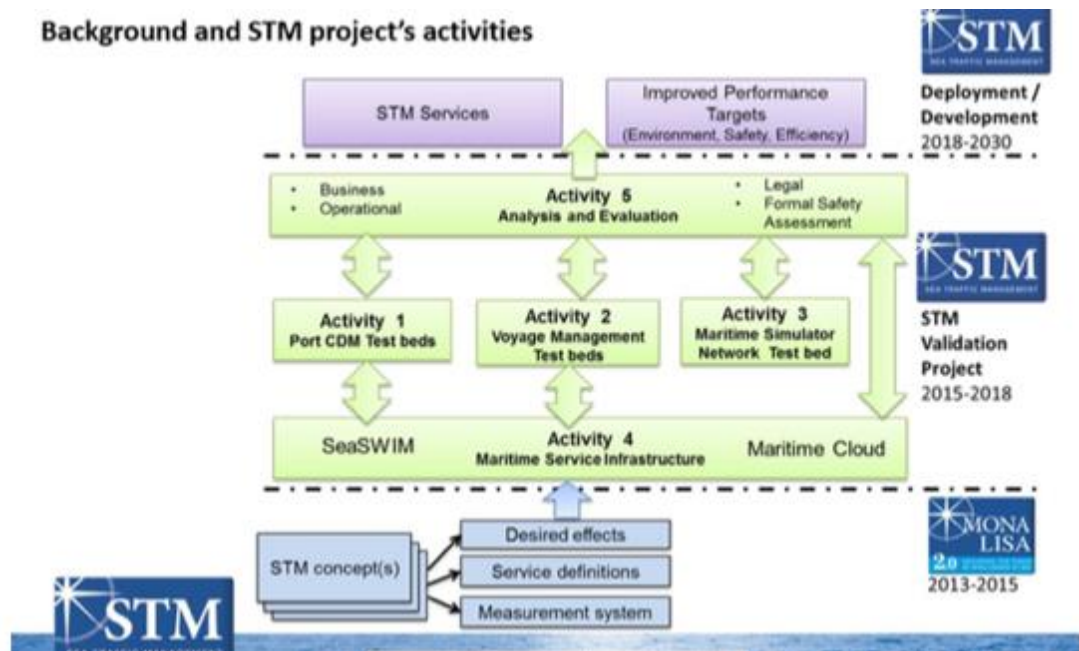 Background and STM project's activities
STM
SEA TRAFFIC MANAGEMENT
Deployment /
Development
2018-2030
STM Services
Improved Performance
Targets
(Environment, Safety, Efficiency)
• Business
• Operational
Activity 5
Analysis and Evaluation
• Legal
• Formal Safety
Assessment
STM
SEA TRAFFIC MANAGEMENT
STM
Validation
Project
2015-2018
Activity 1
Port CDM Test beds
Activity 2
Voyage Management
Test beds
Activity 3
Maritime Simulator
Network Test bed
SeaSWIM
Activity 4
Maritime Service Infrastructure
Maritime Cloud
MONA
LISA
2.0
2013-2015
STM concept(s)
Desired effects
Service definitions
Measurement system
STM
SEA TRAFFIC MANAGEMENT